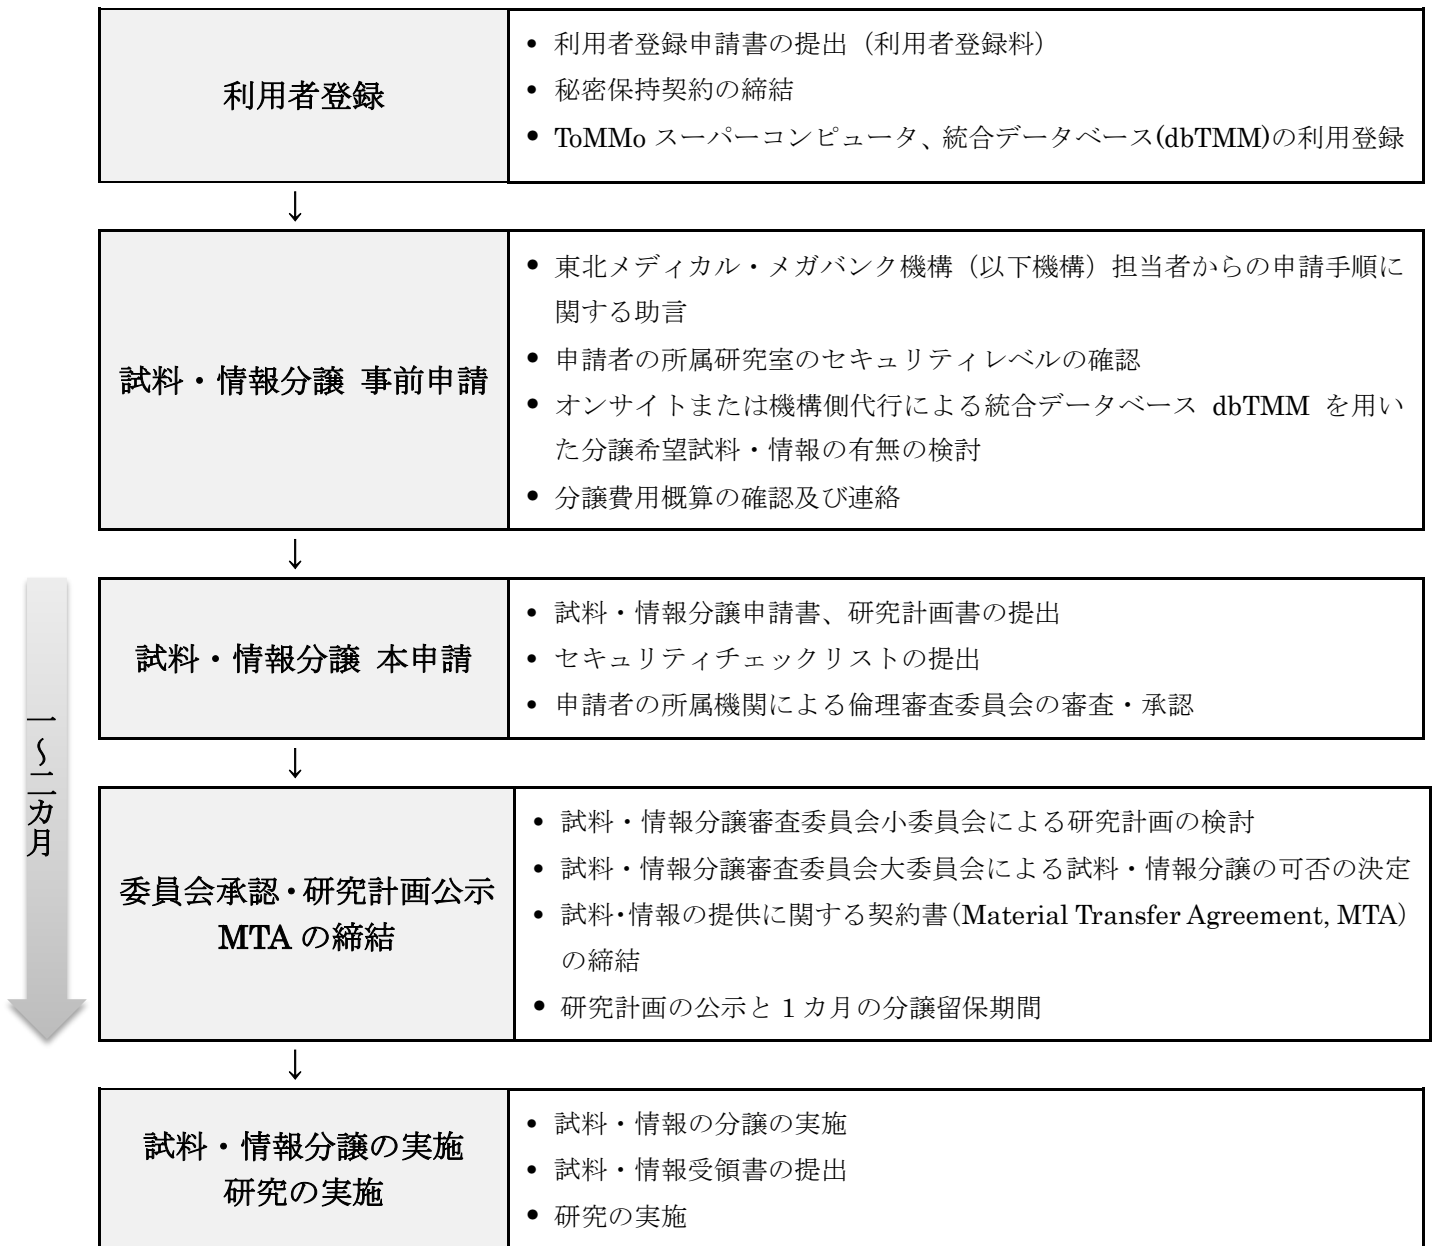 利用者登録
• 利用者登録申請書の提出（利用者登録料）
• 秘密保持契約の締結
• ToMMo スーパーコンピュータ、統合データベース(dbTMM)の利用登録
↓
試料・情報分譲 事前申請
• 東北メディカル・メガバンク機構（以下機構）担当者からの申請手順に
関する助言
• 申請者の所属研究室のセキュリティレベルの確認
• オンサイトまたは機構側代行による統合データベース dbTMM を用い
た分譲希望試料・情報の有無の検討
• 分譲費用概算の確認及び連絡
↓
一～二カ月
試料・情報分譲 本申請
• 試料・情報分譲申請書、研究計画書の提出
• セキュリティチェックリストの提出
• 申請者の所属機関による倫理審査委員会の審査・承認
↓
委員会承認・研究計画公示
MTA の締結
• 試料・情報分譲審査委員会小委員会による研究計画の検討
• 試料・情報分譲審査委員会大委員会による試料・情報分譲の可否の決定
• 試料・情報の提供に関する契約書（Material Transfer Agreement, MTA）
の締結
• 研究計画の公示と 1 カ月の分譲留保期間
↓
試料・情報分譲の実施
研究の実施
• 試料・情報の分譲の実施
• 試料・情報受領書の提出
• 研究の実施